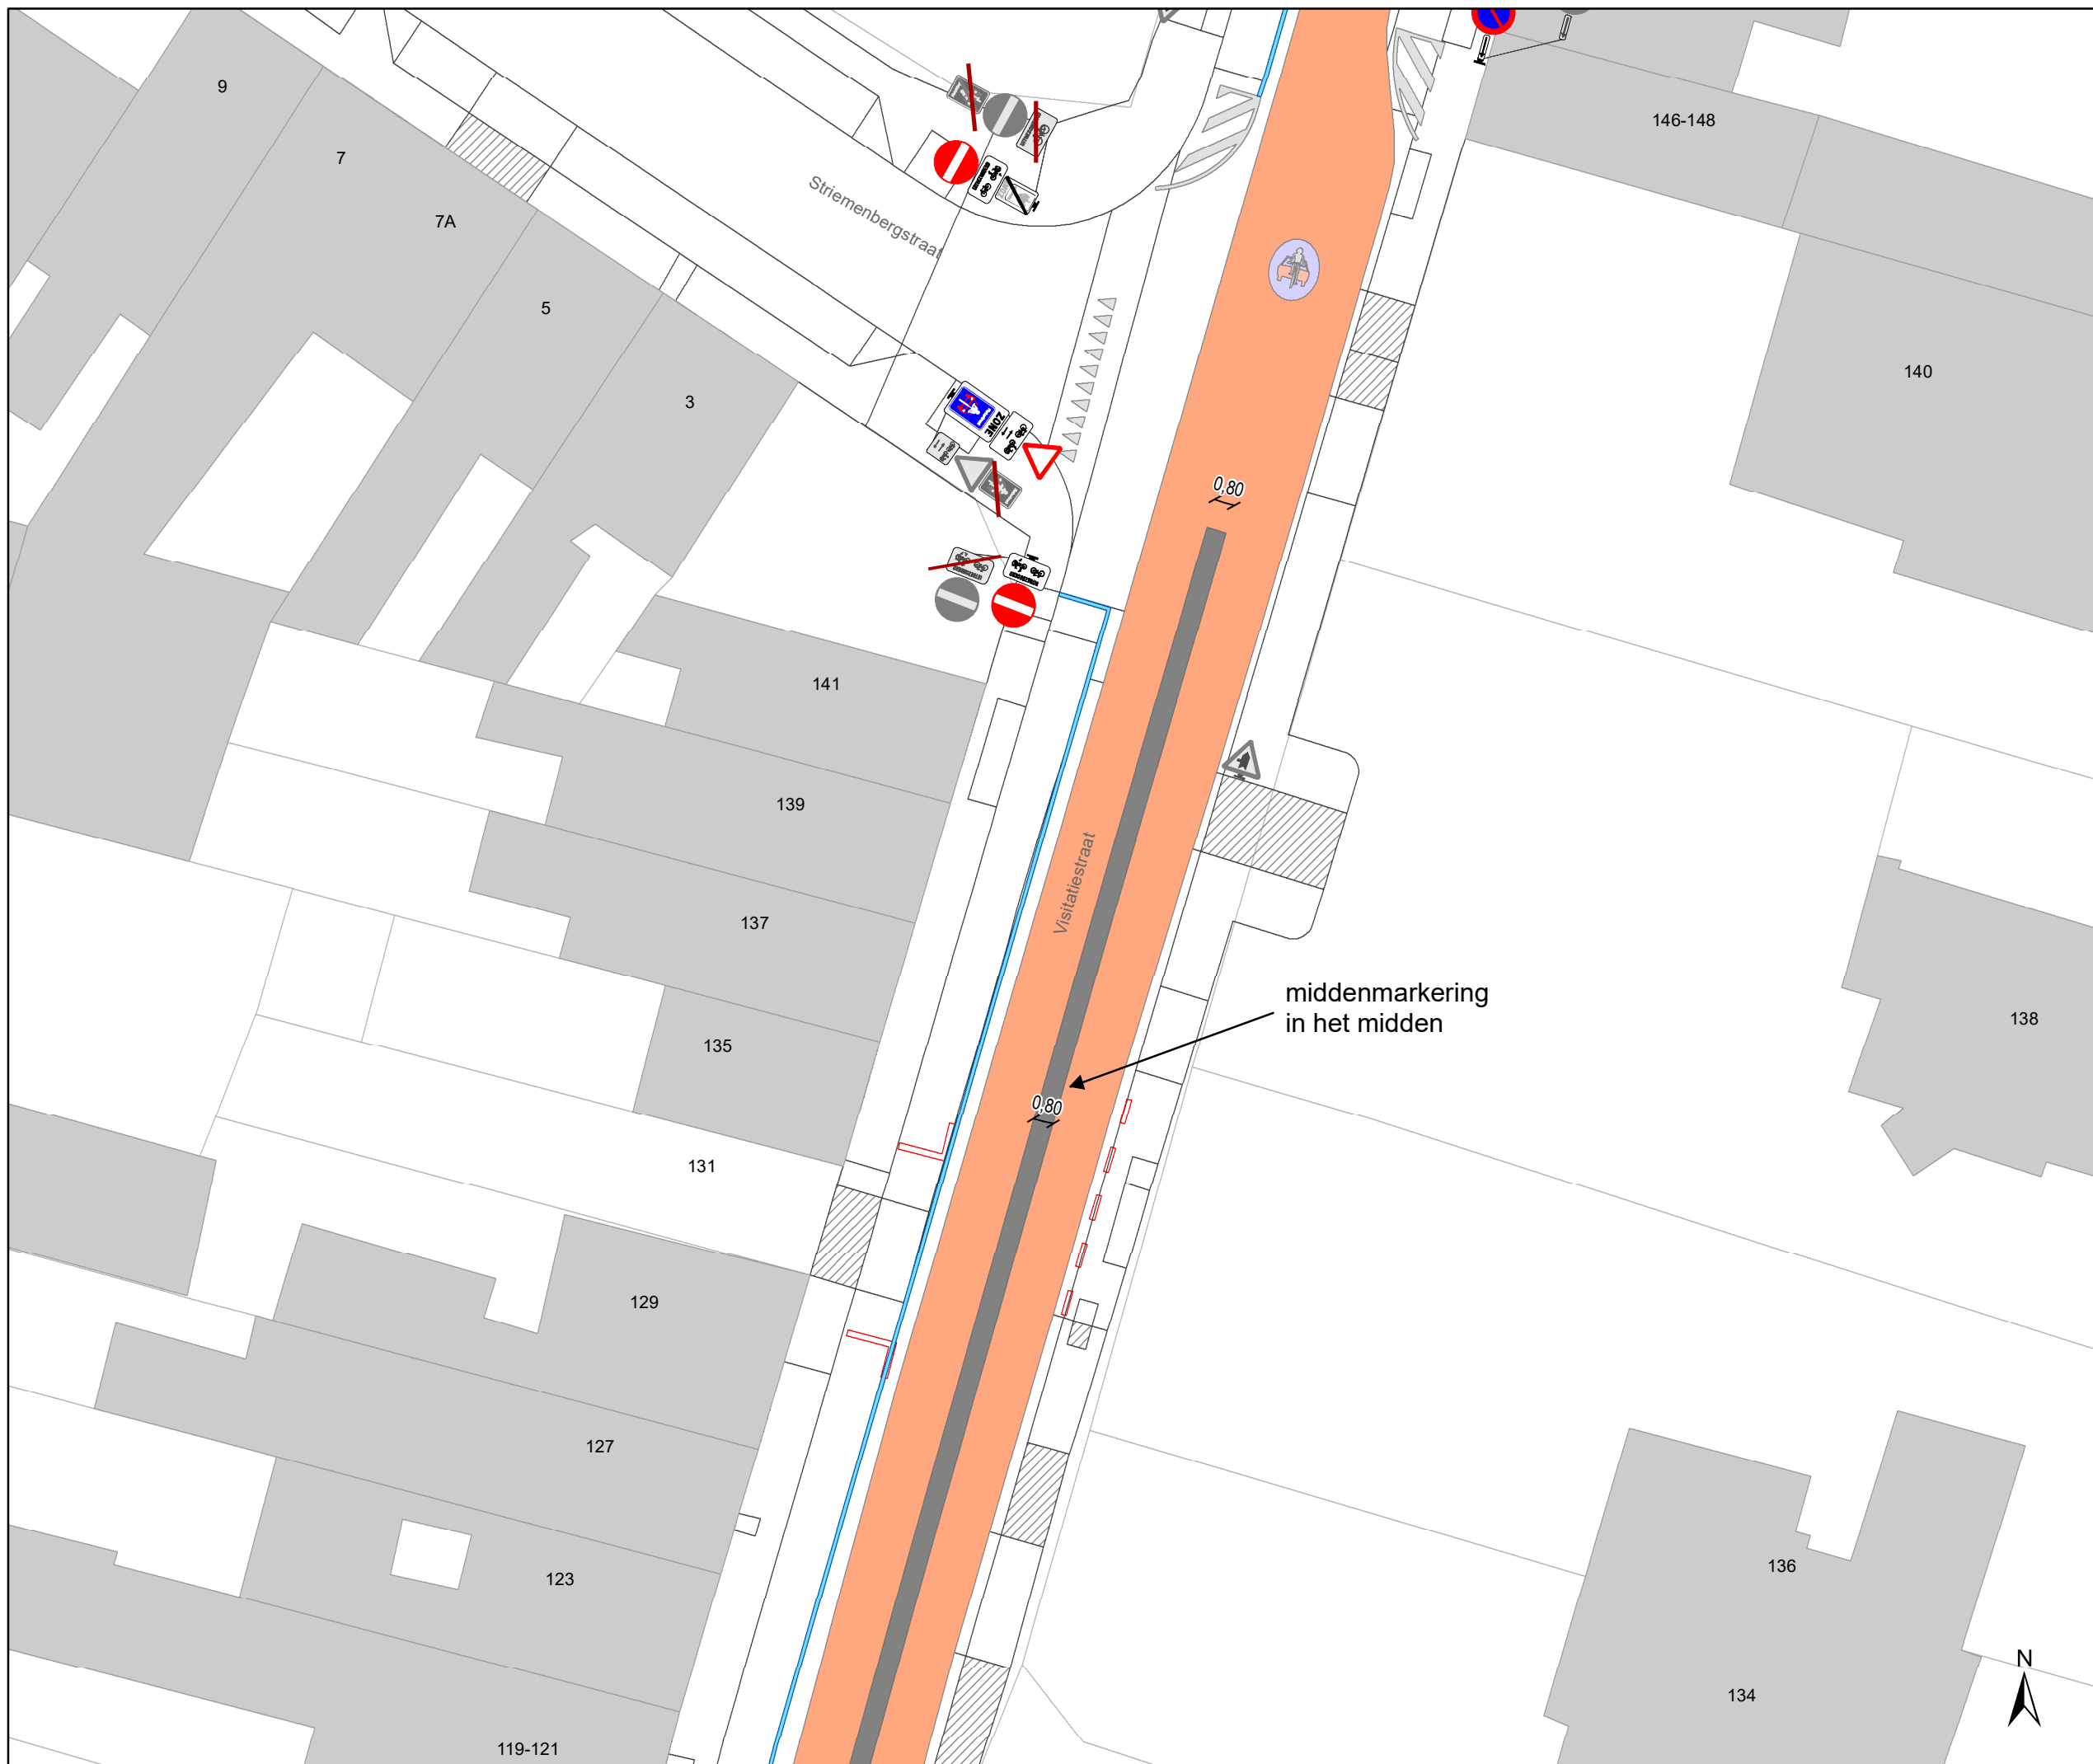 9
7
7A
5
3
Striemenbergstraat
146-148
140
ZONE
0,80
141
139
137
135
131
129
127
123
119-121
Visitatiestraat
middenmarkering
in het midden
0,80
138
136
134
N